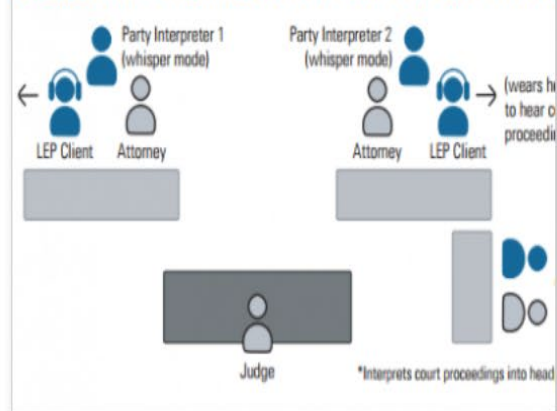 Party Interpreter 1
(whisper mode)
Party Interpreter 2
(whisper mode)
(wears
to hear
LEP Client
Attorney
Attorney
LEP Client
Judge
*Interprets court proceedings into head